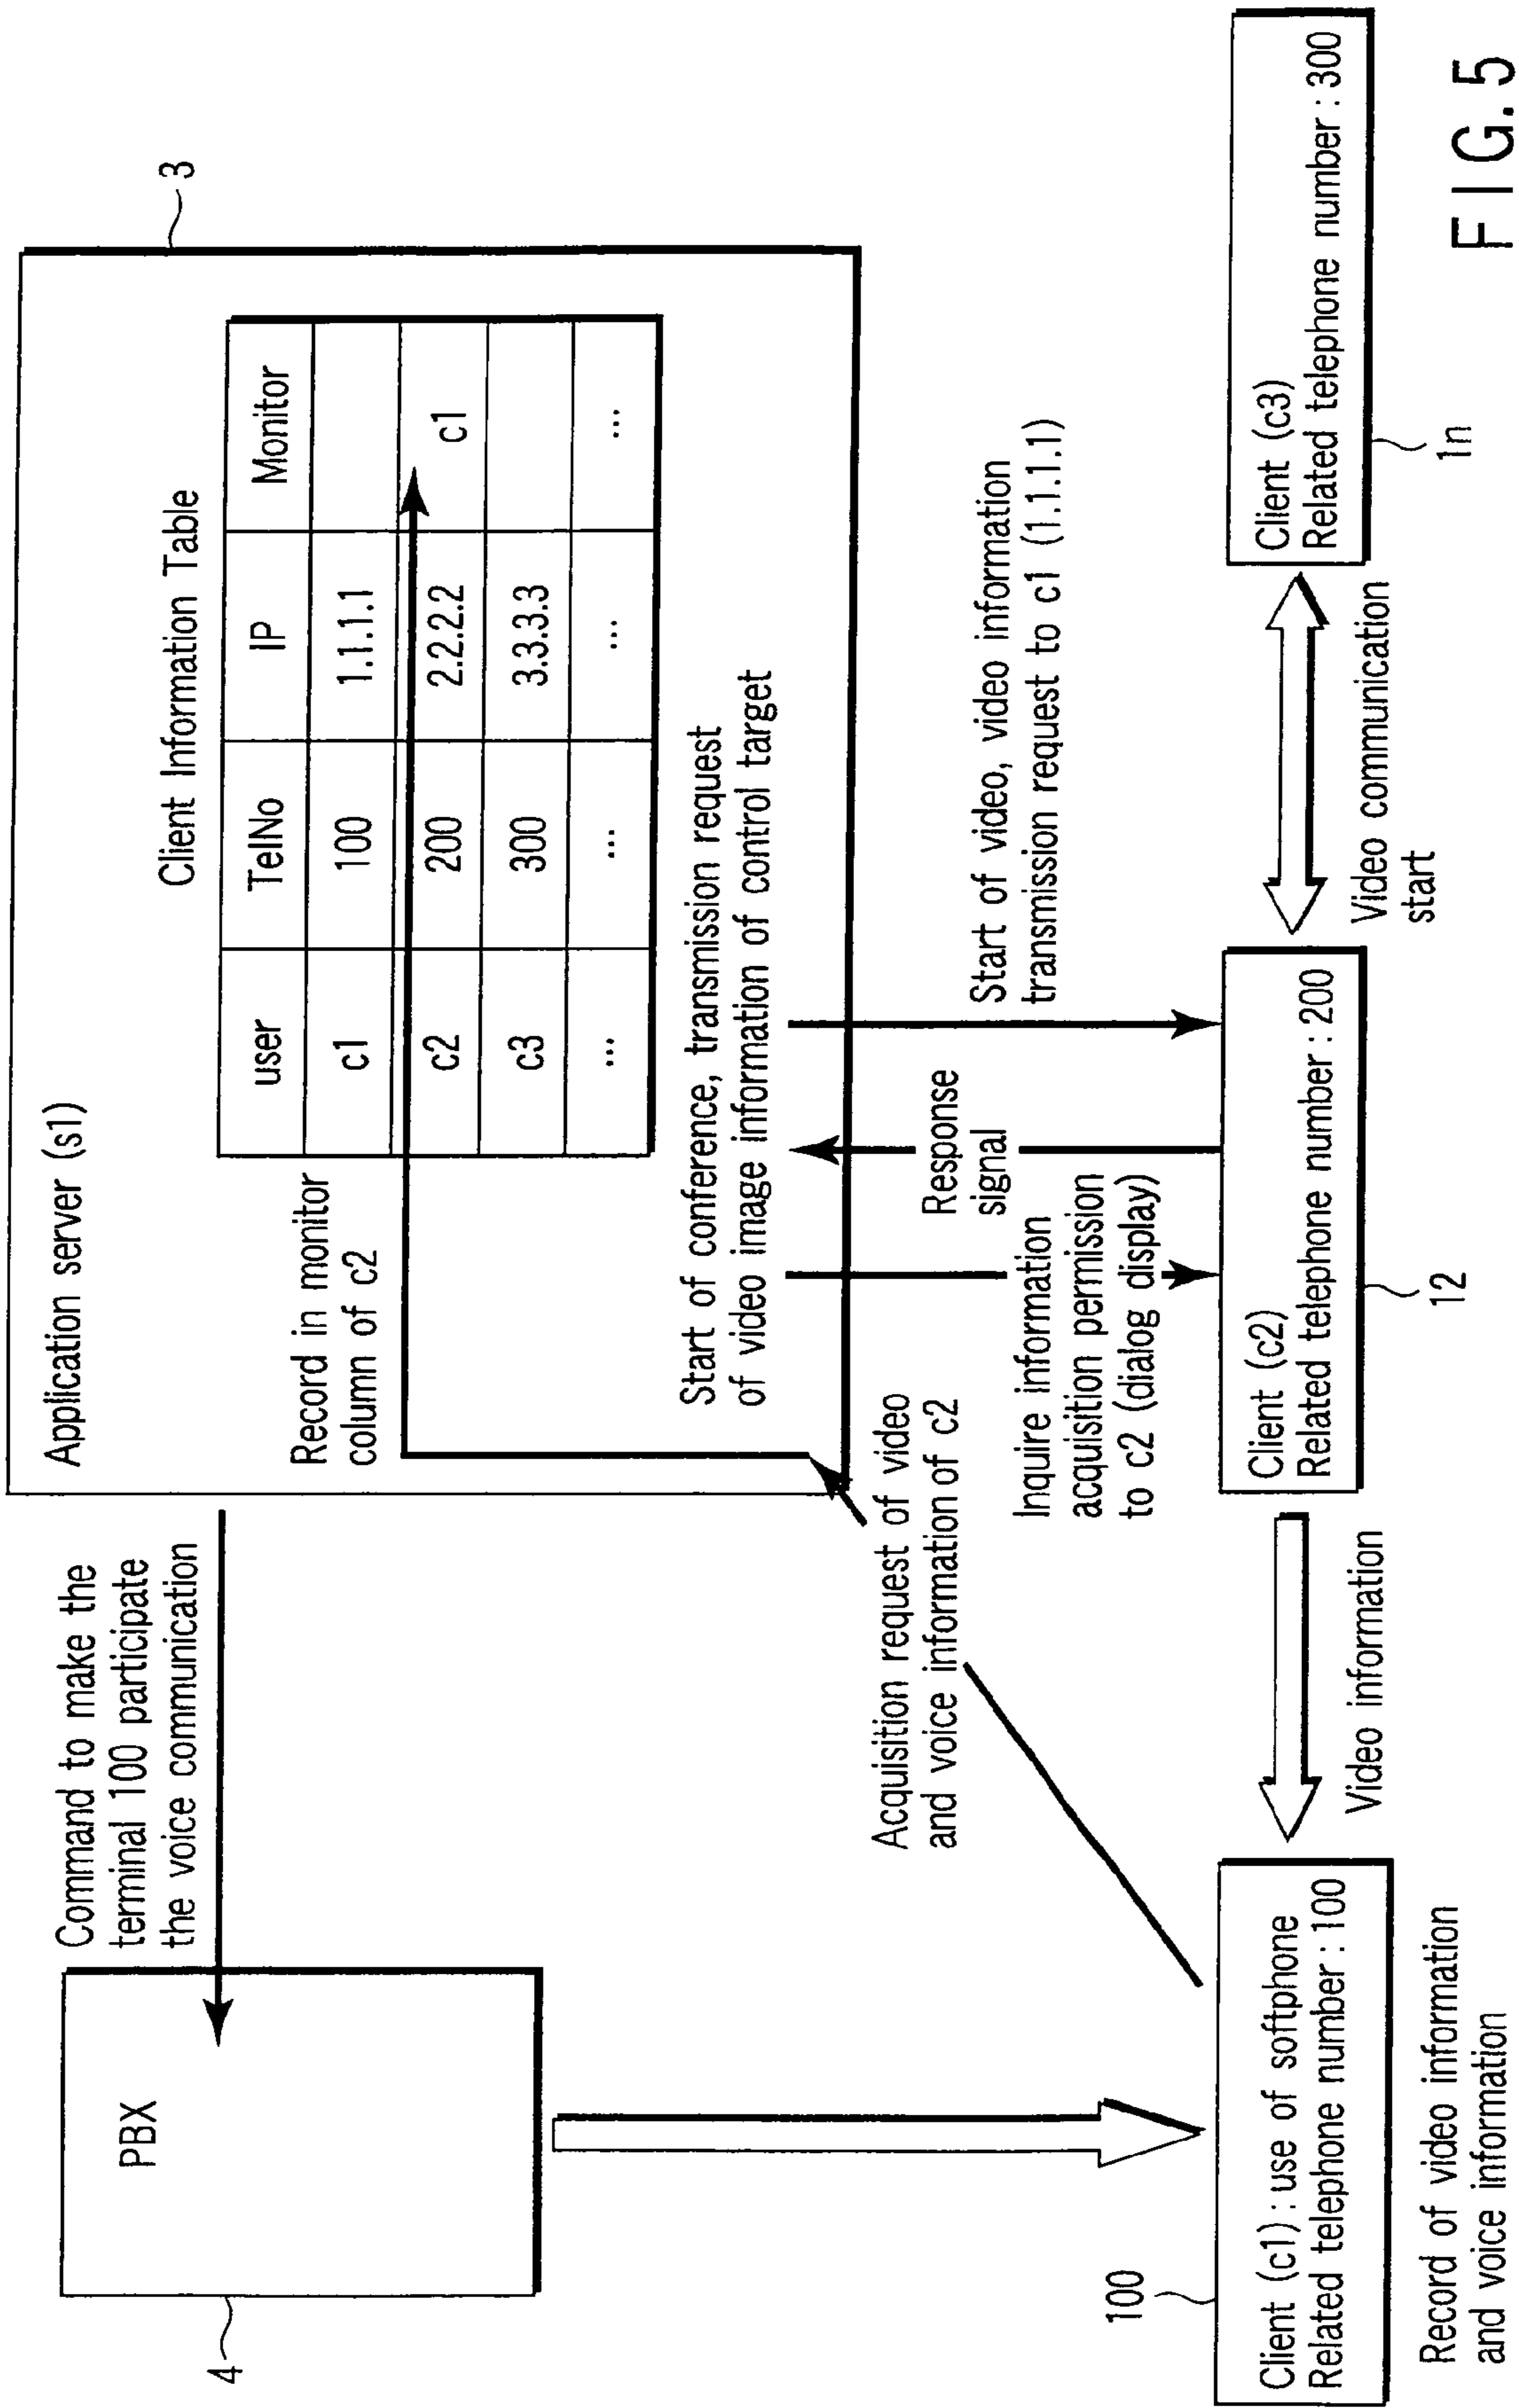 Application server (s1)
3
Client Information Table
user TelNo IP Monitor
c1 100 1.1.1.1
c2 200 2.2.2.2 c1
c3 300 3.3.3.3
... ... ... ...
Record in monitor
column of c2
Start of conference, transmission request
of video image information of control target
Command to make the
terminal 100 participate
the voice communication
PBX
4
Acquisition request of video
and voice information of c2
Inquire information
acquisition permission
to c2 (dialog display)
Response
signal
Start of video, video information
transmission request to c1 (1.1.1.1)
100
Client (c1) : use of softphone
Related telephone number : 100
Record of video information
and voice information
Video information
Client (c2)
Related telephone number : 200
12
Video communication
start
Client (c3)
Related telephone number : 300
1n
FIG. 5